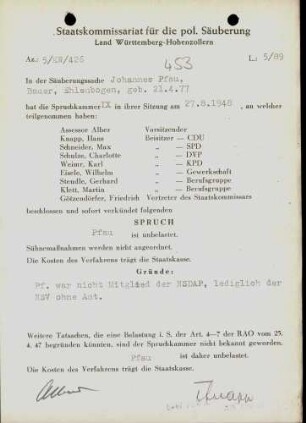 Staatskommissariat für die pol. Säuberung
Land Württemberg-Hohenzollern
Az.: 5/KN/426
L: 5/89
453
In der Säuberungssache Johannes Pfau,
Bauer, Ehlenbogen, geb. 21.4.77
hat die Spruchkammer IX in ihrer Sitzung am 27.8.1948, an welcher
teilgenommen haben:
Assessor Alber Vorsitzender
Knapp, Hans Beisitzer – CDU
Schneider, Max „ – SPD
Schulze, Charlotte „ – DVP
Weimr, Karl „ – KPD
Eisele, Wilhelm „ – Gewerkschaft
Stendle, Gerhard „ – Berufsgruppe
Klett, Martin „ – Berufsgruppe
Götzendörfer, Friedrich Vertreter des Staatskommissars
beschlossen und sofort verkündet folgenden
SPRUCH
Pfau
ist unbelastet.
Sühnemaßnahmen werden nicht angeordnet.
Die Kosten des Verfahrens trägt die Staatskasse.
Gründe:
Pf. war nicht Mitglied der NSDAP, lediglich der
NSV ohne Amt.
Weitere Tatsachen, die eine Belastung i. S. der Art. 4–7 der RAO vom 25.
4. 47 begründen könnten, sind der Spruchkammer nicht bekannt geworden.
Pfau ist daher unbelastet.
Die Kosten des Verfahrens trägt die Staatskasse.
Alber
Knapp